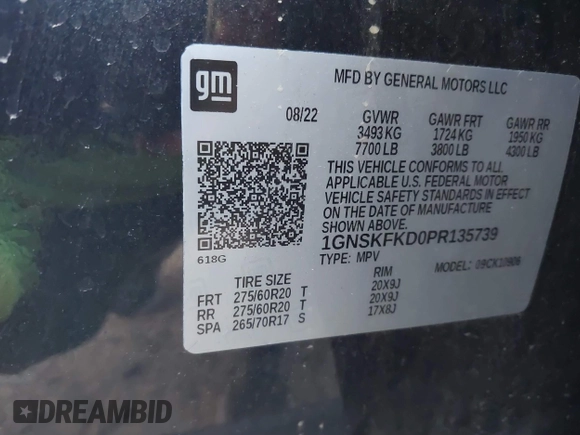 gm
MFD BY GENERAL MOTORS LLC
08/22 GVWR GAWR FRT GAWR RR
3493 KG 1724 KG 1950 KG
7700 LB 3800 LB 4300 LB
THIS VEHICLE CONFORMS TO ALL
APPLICABLE U.S. FEDERAL MOTOR
VEHICLE SAFETY STANDARDS IN EFFECT
ON THE DATE OF MANUFACTURE
SHOWN ABOVE.
1GNSKFKD0PR135739
618G
TYPE: MPV MODEL:
TIRE SIZE RIM
FRT 275/60R20 T 20X9J
RR 275/60R20 T 20X9J
SPA 265/70R17 S 17X8J
DREAMBID